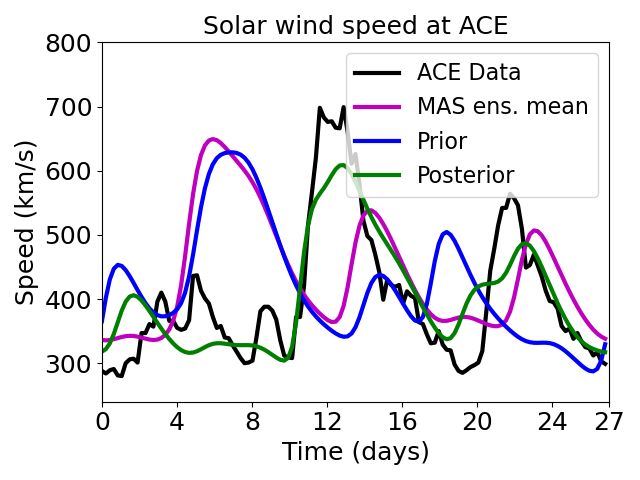 Solar wind speed at ACE
800
700
600
500
400
300
Speed (km/s)
ACE Data
MAS ens. mean
Prior
Posterior
0 4 8 12 16 20 24 27
Time (days)